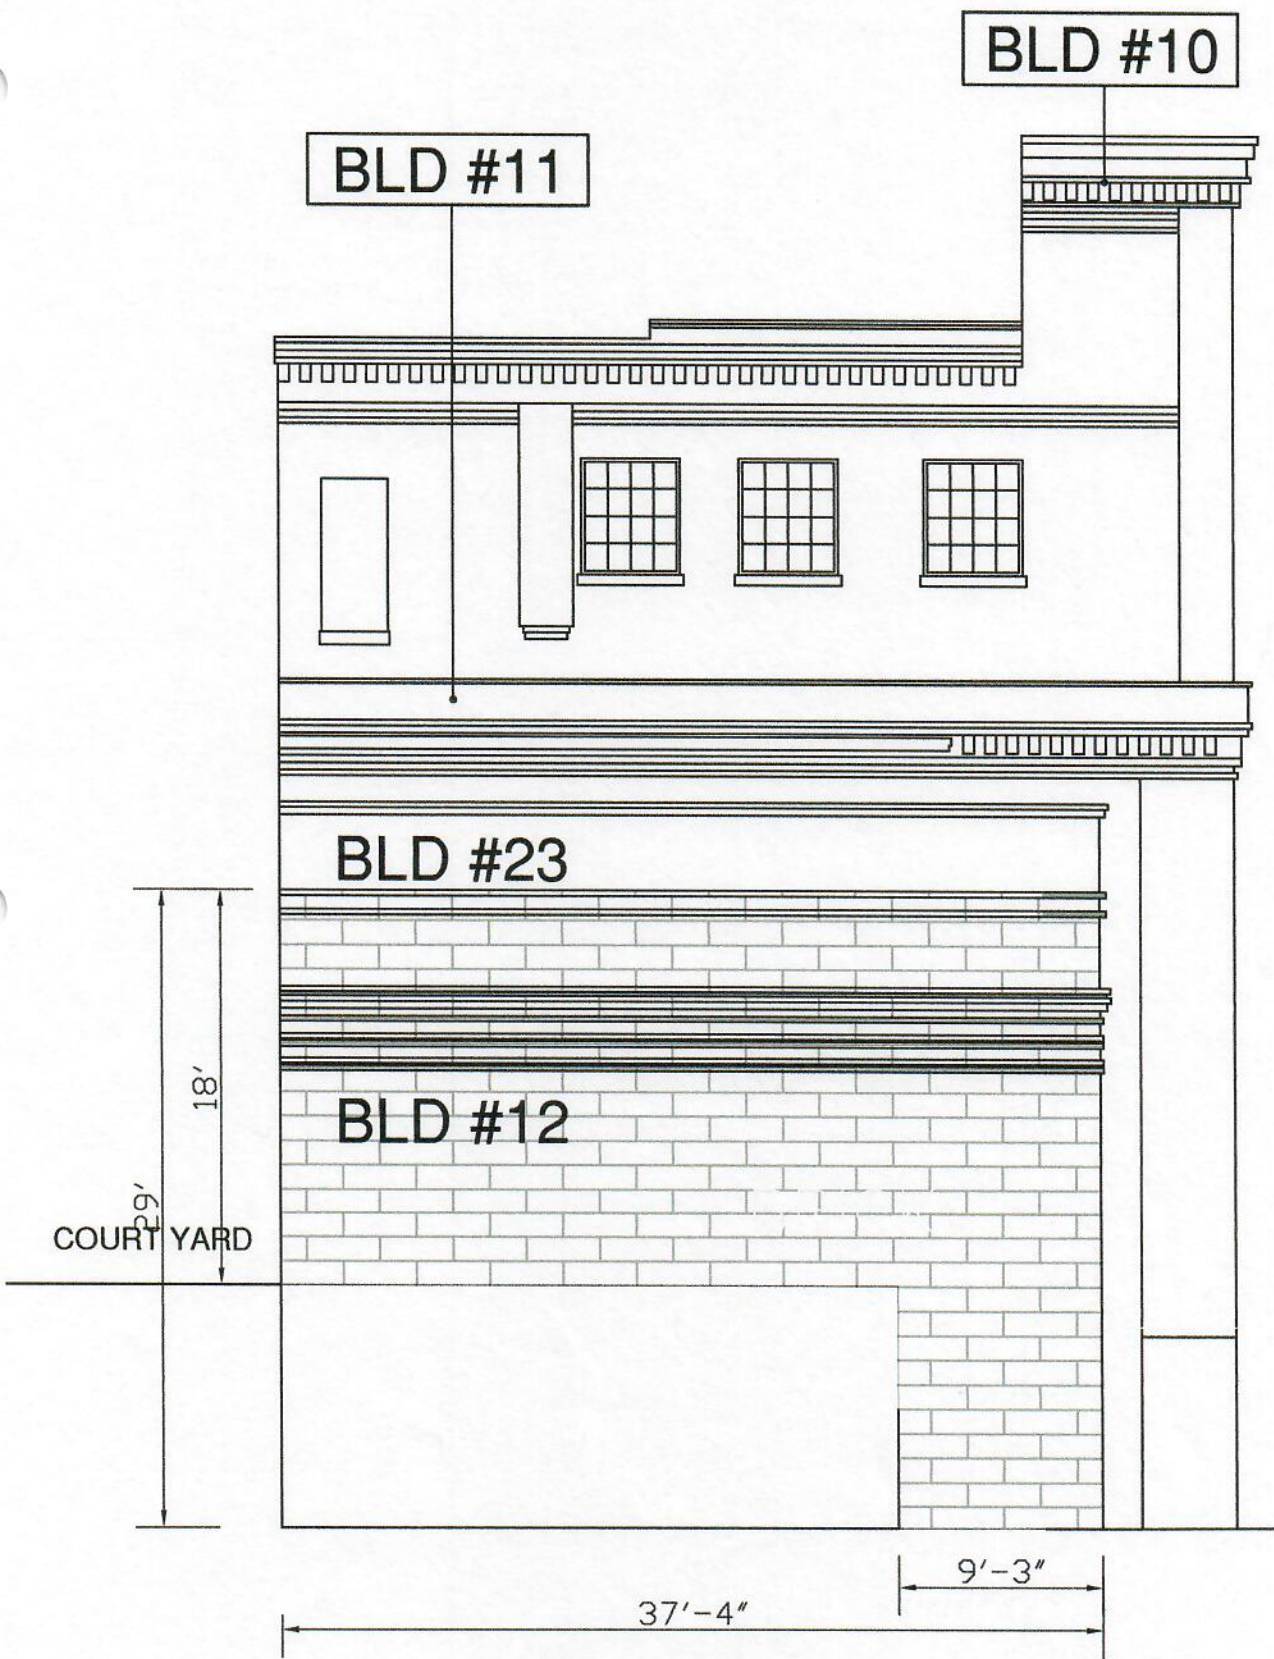 BLD #10
BLD #11
BLD #23
18'
29'
BLD #12
COURT YARD
9'-3"
37'-4"